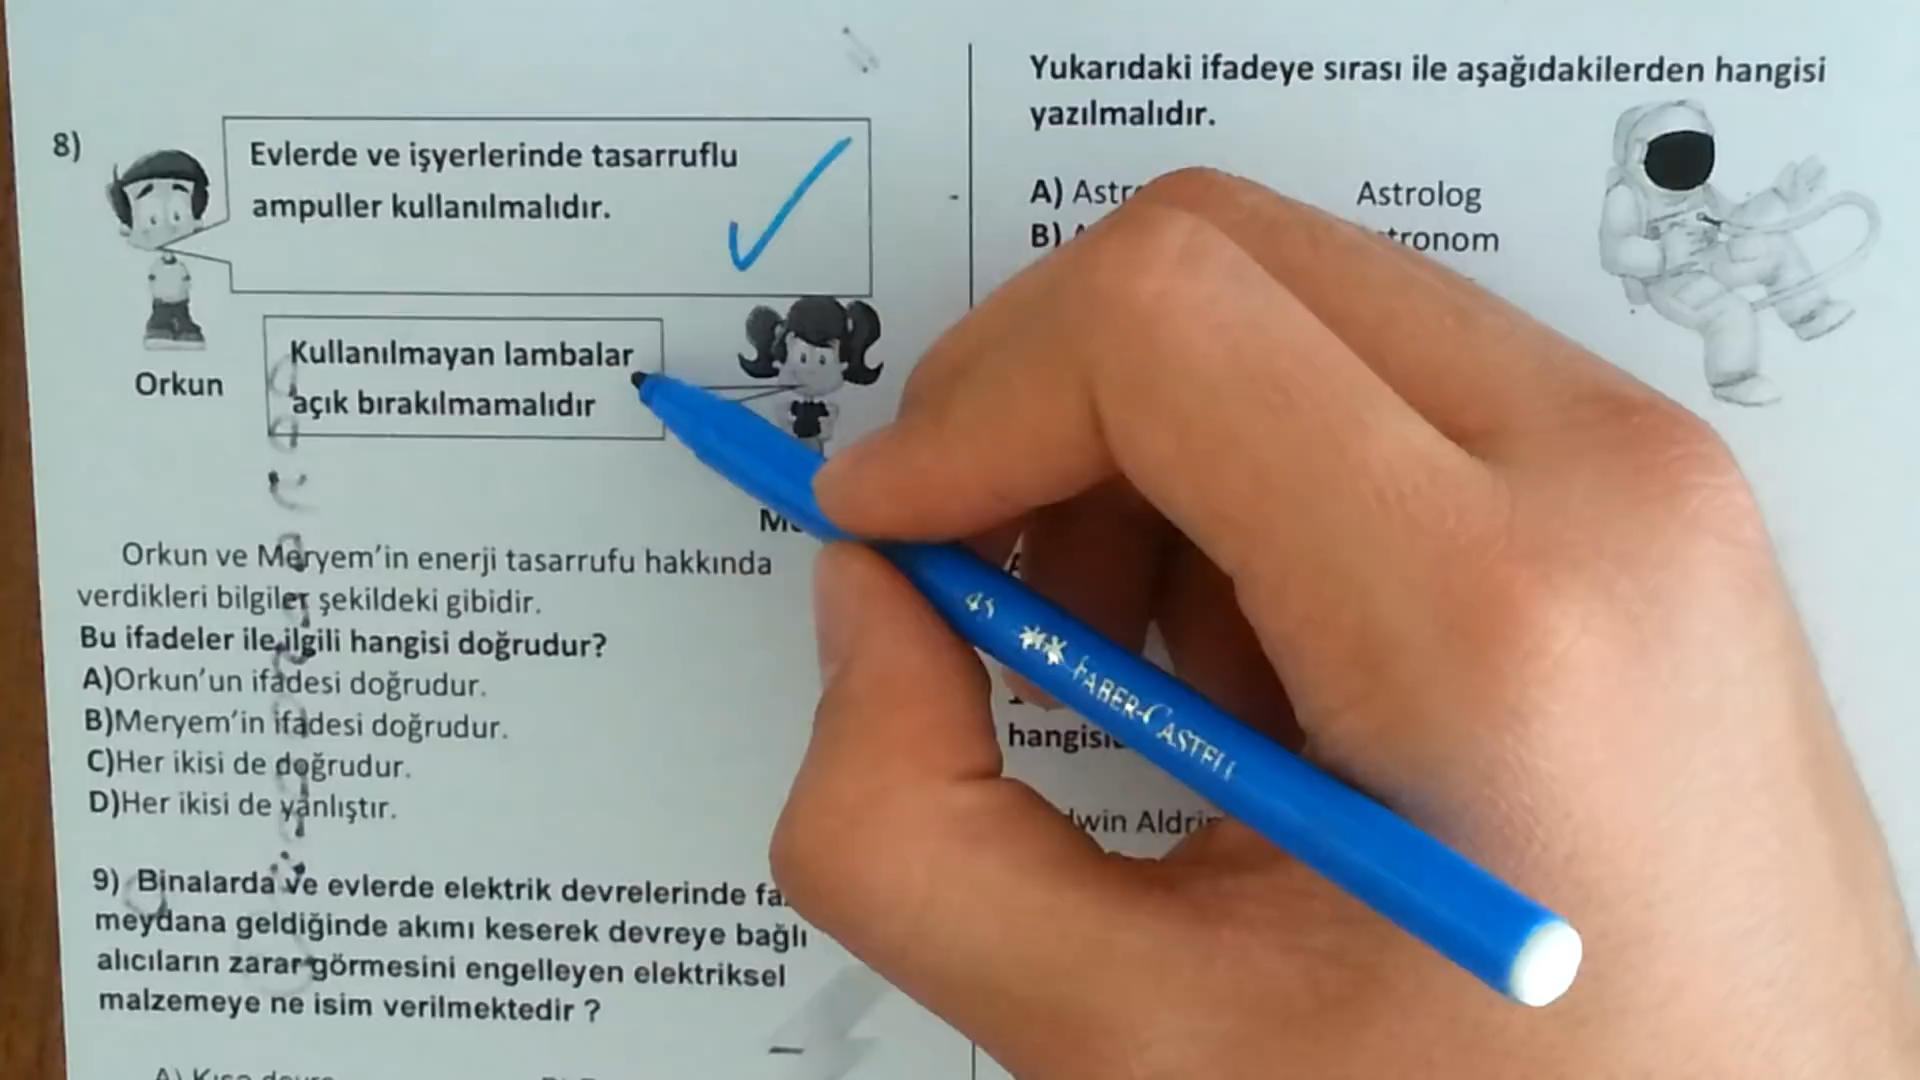 8)
Evlerde ve işyerlerinde tasarruflu
ampuller kullanılmalıdır.
Orkun
Kullanılmayan lambalar
açık bırakılmamalıdır
Orkun ve Meryem’in enerji tasarrufu hakkında
verdikleri bilgiler şekildeki gibidir.
Bu ifadeler ile ilgili hangisi doğrudur?
A)Orkun’un ifadesi doğrudur.
B)Meryem’in ifadesi doğrudur.
C)Her ikisi de doğrudur.
D)Her ikisi de yanlıştır.
9) Binalarda ve evlerde elektrik devrelerinde
meydana geldiğinde akımı keserek devreye bağlı
alıcıların zarar görmesini engelleyen elektriksel
malzemeye ne isim verilmektedir ?
Yukarıdaki ifadeye sırası ile aşağıdakilerden hangisi
yazılmalıdır.
A) Astrolog
B)
Aldrin
45 FABER-CASTELL